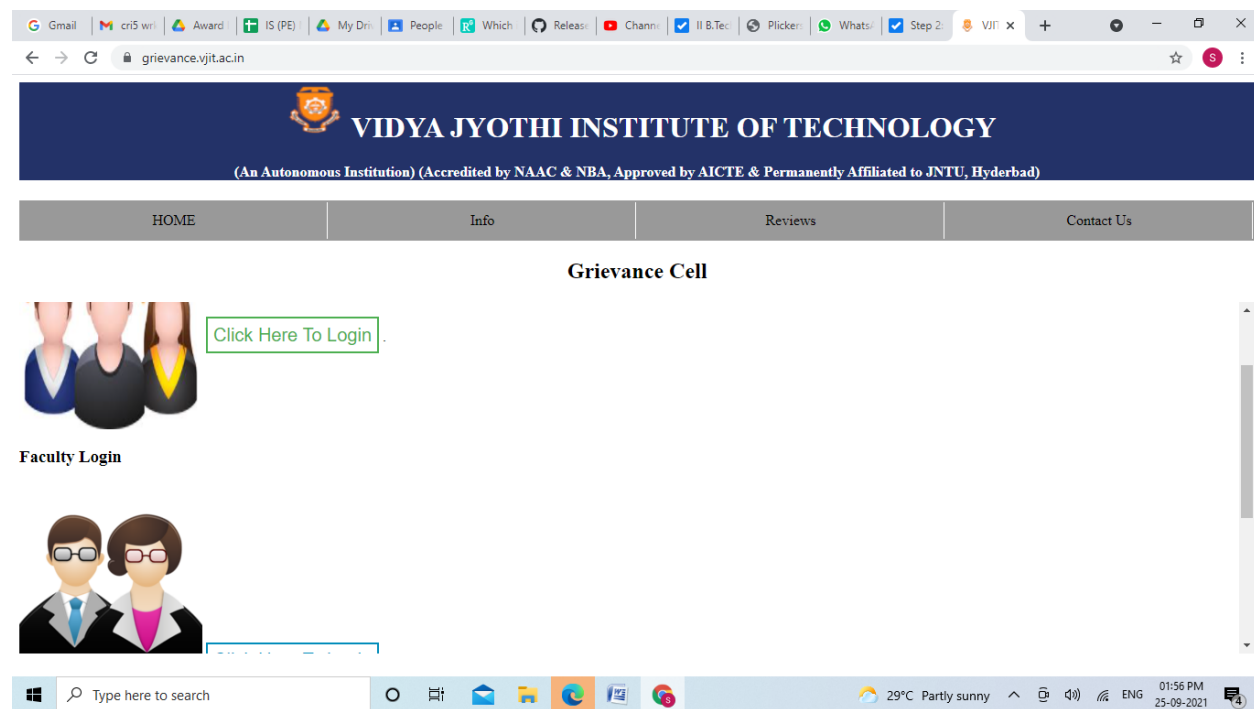 Gmail cri5 wri Award IS (PE) My Driv People Which Release Channe II B.Tec Plickers WhatsA Step 2: VJIT
grievance.vjit.ac.in S
VIDYA JYOTHI INSTITUTE OF TECHNOLOGY
(An Autonomous Institution) (Accredited by NAAC & NBA, Approved by AICTE & Permanently Affiliated to JNTU, Hyderbad)
HOME Info Reviews Contact Us
Grievance Cell
Click Here To Login .
Faculty Login
Type here to search 29°C Partly sunny ENG 01:56 PM
25-09-2021 4